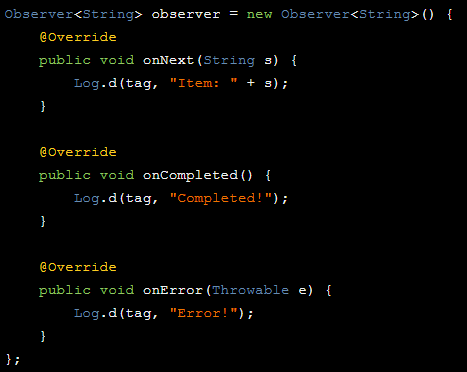 Observer<String> observer = new Observer<String>() {
    @Override
    public void onNext(String s) {
        Log.d(tag, "Item: " + s);
    }

    @Override
    public void onCompleted() {
        Log.d(tag, "Completed!");
    }

    @Override
    public void onError(Throwable e) {
        Log.d(tag, "Error!");
    }
};